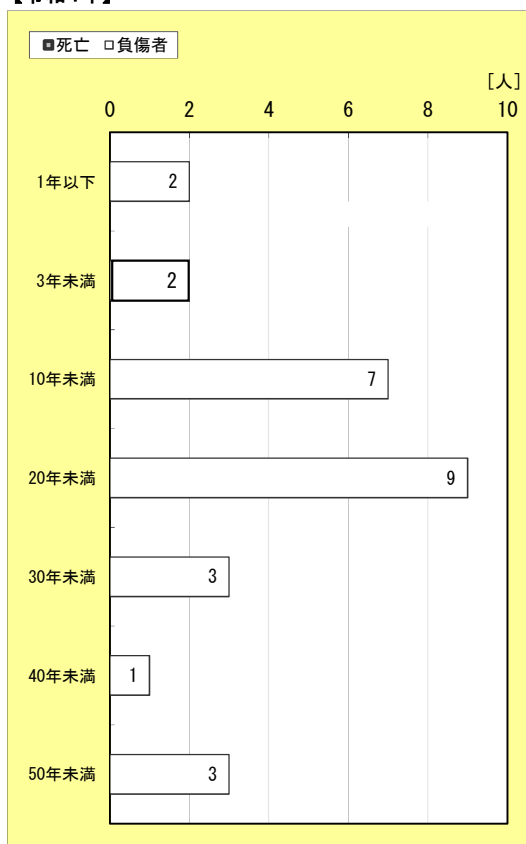 ■死亡 □負傷者
[人]
0 2 4 6 8 10
1年以下 2
3年未満 2
10年未満 7
20年未満 9
30年未満 3
40年未満 1
50年未満 3